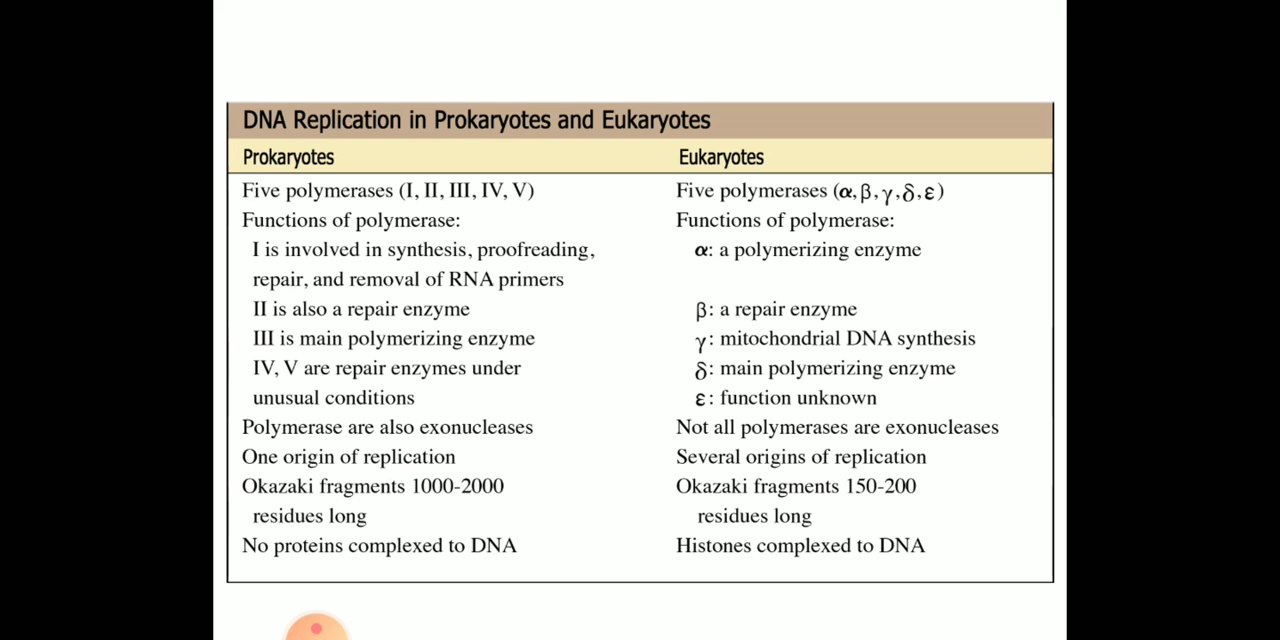 DNA Replication in Prokaryotes and Eukaryotes
Prokaryotes
Five polymerases (I, II, III, IV, V)
Functions of polymerase:
I is involved in synthesis, proofreading,
repair, and removal of RNA primers
II is also a repair enzyme
III is main polymerizing enzyme
IV, V are repair enzymes under
unusual conditions
Polymerase are also exonucleases
One origin of replication
Okazaki fragments 1000-2000
residues long
No proteins complexed to DNA
Eukaryotes
Five polymerases (α, β, γ, δ, ε)
Functions of polymerase:
α: a polymerizing enzyme
β: a repair enzyme
γ: mitochondrial DNA synthesis
δ: main polymerizing enzyme
ε: function unknown
Not all polymerases are exonucleases
Several origins of replication
Okazaki fragments 150-200
residues long
Histones complexed to DNA